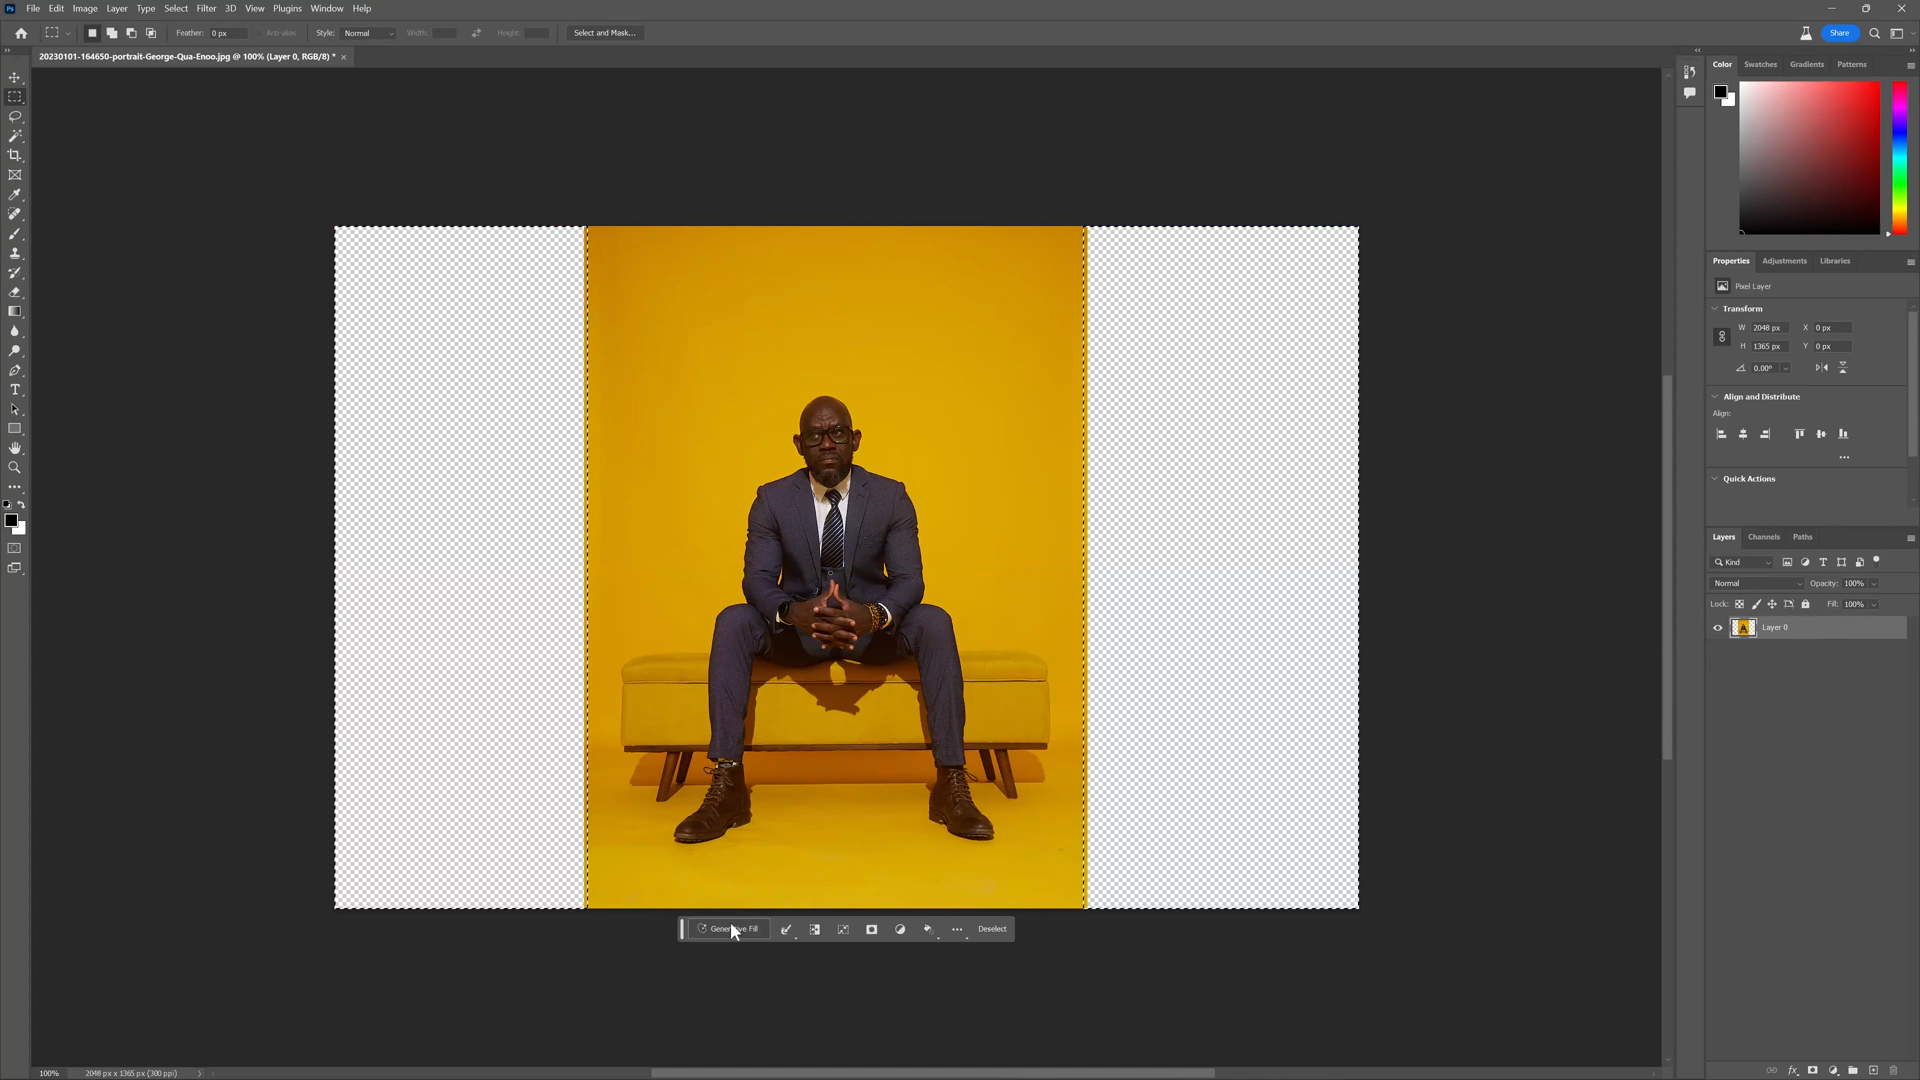 Ps File Edit Image Layer Type Select Filter 3D View Plugins Window Help
Feather: 0 px Anti-alias Style: Normal Width: Height: Select and Mask... Share
20230101-164650-portrait-George-Qua-Enoo.jpg @ 100% (Layer 0, RGB/8) * ×
Color Swatches Gradients Patterns
Properties Adjustments Libraries
Pixel Layer
Transform
W 2048 px X 0 px
H 1365 px Y 0 px
0.00°
Align and Distribute
Align:
Quick Actions
Layers Channels Paths
Kind
Normal Opacity: 100%
Lock: Fill: 100%
Layer 0
Fill Deselect
100% 2048 px x 1365 px (300 ppi)